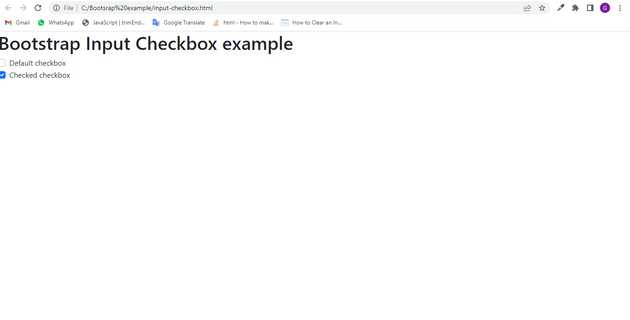 File
C:/Bootsrap%20example/input-checkbox.html
G
Gmail
WhatsApp
JavaScript | trimEnd...
Google Translate
html - How to mak...
How to Clear an In...
Bootstrap Input Checkbox example
Default checkbox
Checked checkbox